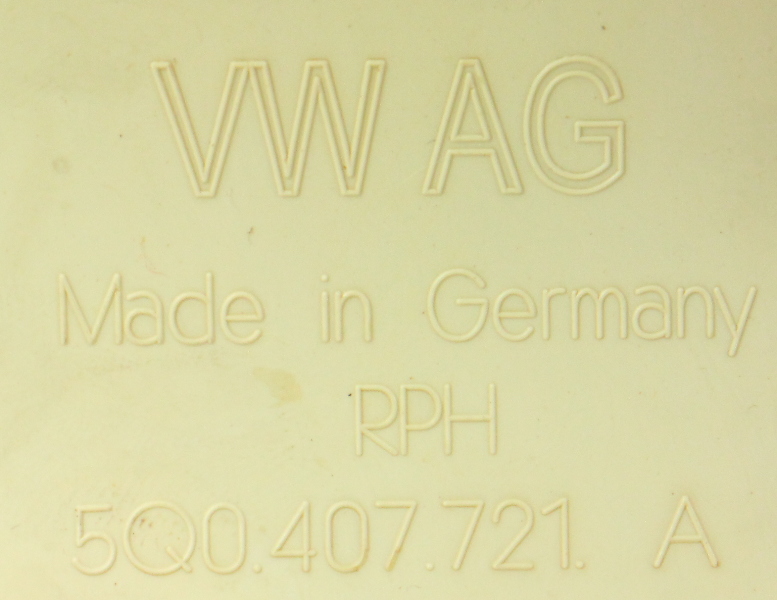 VW AG
Made in Germany
RPH
5Q0.407.721. A